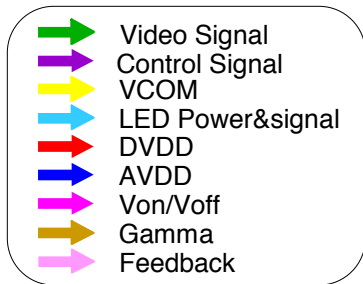 Video Signal
Control Signal
VCOM
LED Power&signal
DVDD
AVDD
Von/Voff
Gamma
Feedback